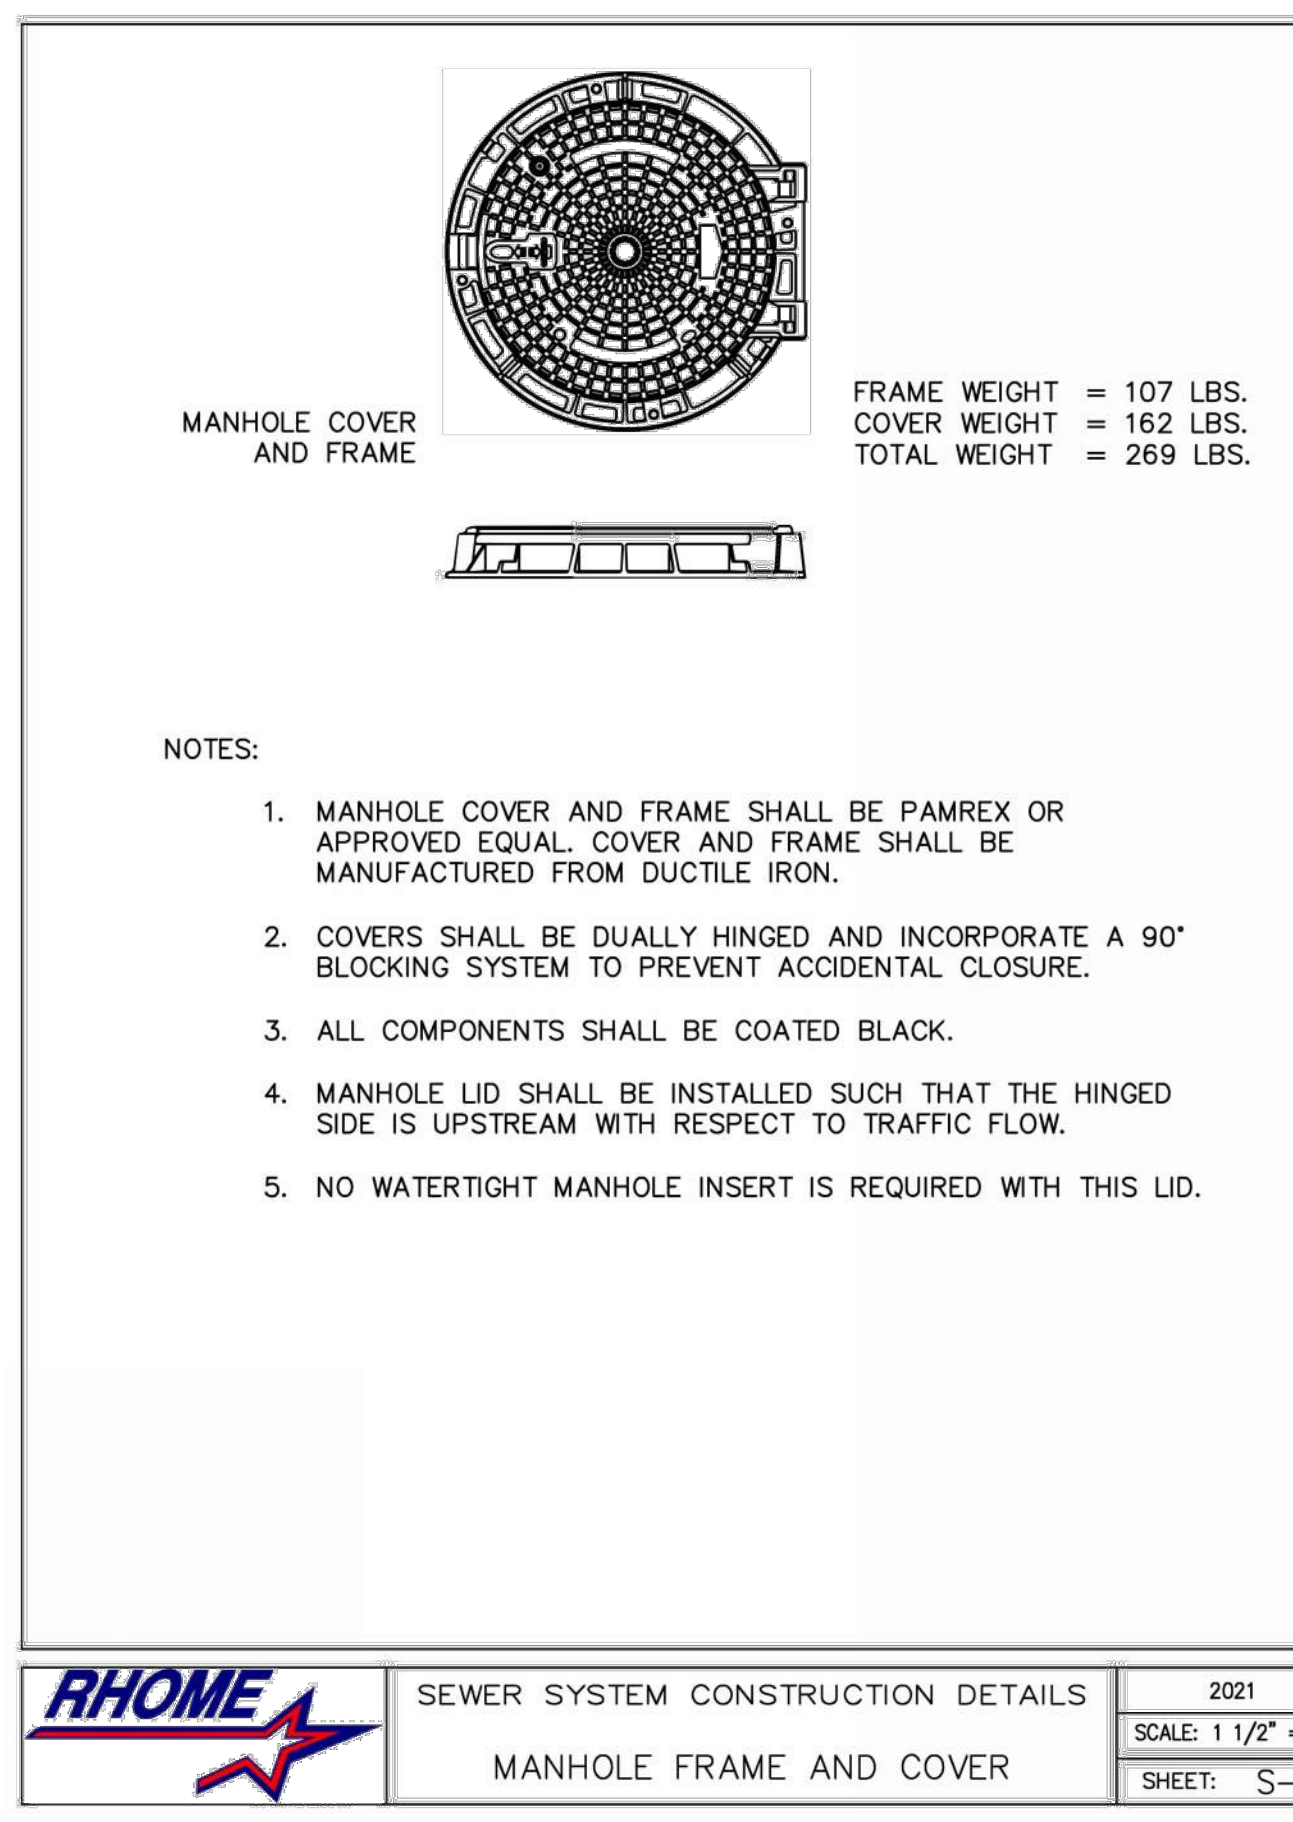 MANHOLE COVER
AND FRAME
FRAME WEIGHT = 107 LBS.
COVER WEIGHT = 162 LBS.
TOTAL WEIGHT = 269 LBS.
NOTES:
1. MANHOLE COVER AND FRAME SHALL BE PAMREX OR
APPROVED EQUAL. COVER AND FRAME SHALL BE
MANUFACTURED FROM DUCTILE IRON.
2. COVERS SHALL BE DUALLY HINGED AND INCORPORATE A 90°
BLOCKING SYSTEM TO PREVENT ACCIDENTAL CLOSURE.
3. ALL COMPONENTS SHALL BE COATED BLACK.
4. MANHOLE LID SHALL BE INSTALLED SUCH THAT THE HINGED
SIDE IS UPSTREAM WITH RESPECT TO TRAFFIC FLOW.
5. NO WATERTIGHT MANHOLE INSERT IS REQUIRED WITH THIS LID.
RHOME
SEWER SYSTEM CONSTRUCTION DETAILS
MANHOLE FRAME AND COVER
2021
SCALE: 1 1/2" =
SHEET: S-